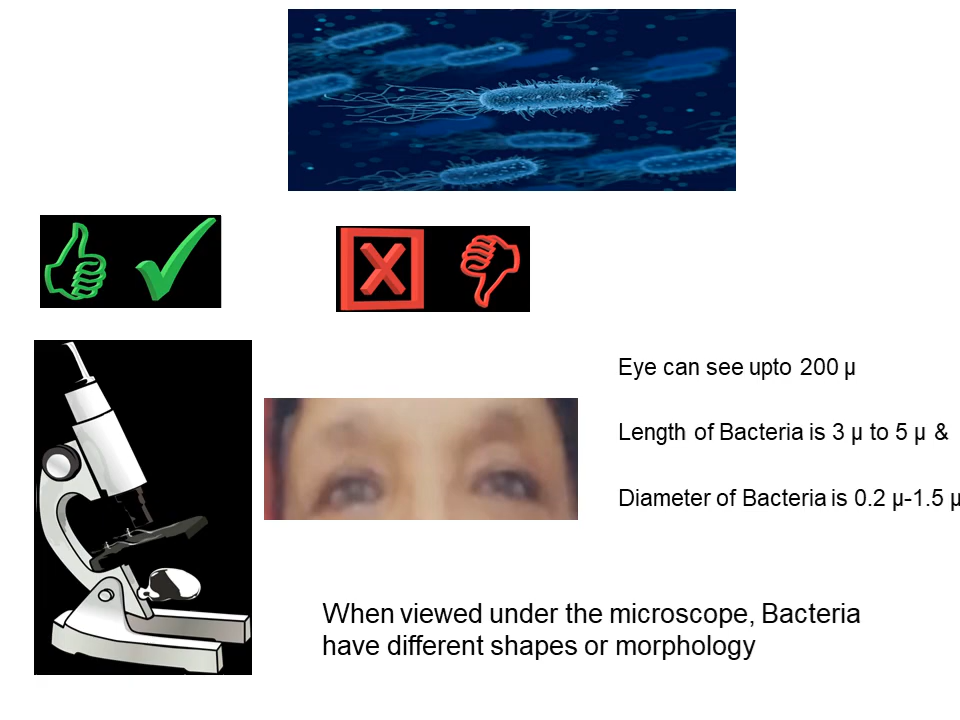 Eye can see upto 200 µ
Length of Bacteria is 3 µ to 5 µ &
Diameter of Bacteria is 0.2 µ-1.5 µ
When viewed under the microscope, Bacteria
have different shapes or morphology